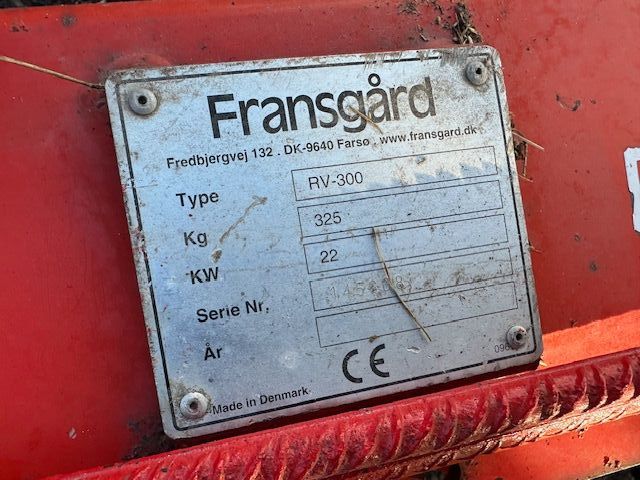 Fransgård
Fredbjergvej 132 . DK-9640 Farsø . www.fransgard.dk
Type RV-300
Kg 325
KW 22
Serie Nr.
År
CE
Made in Denmark